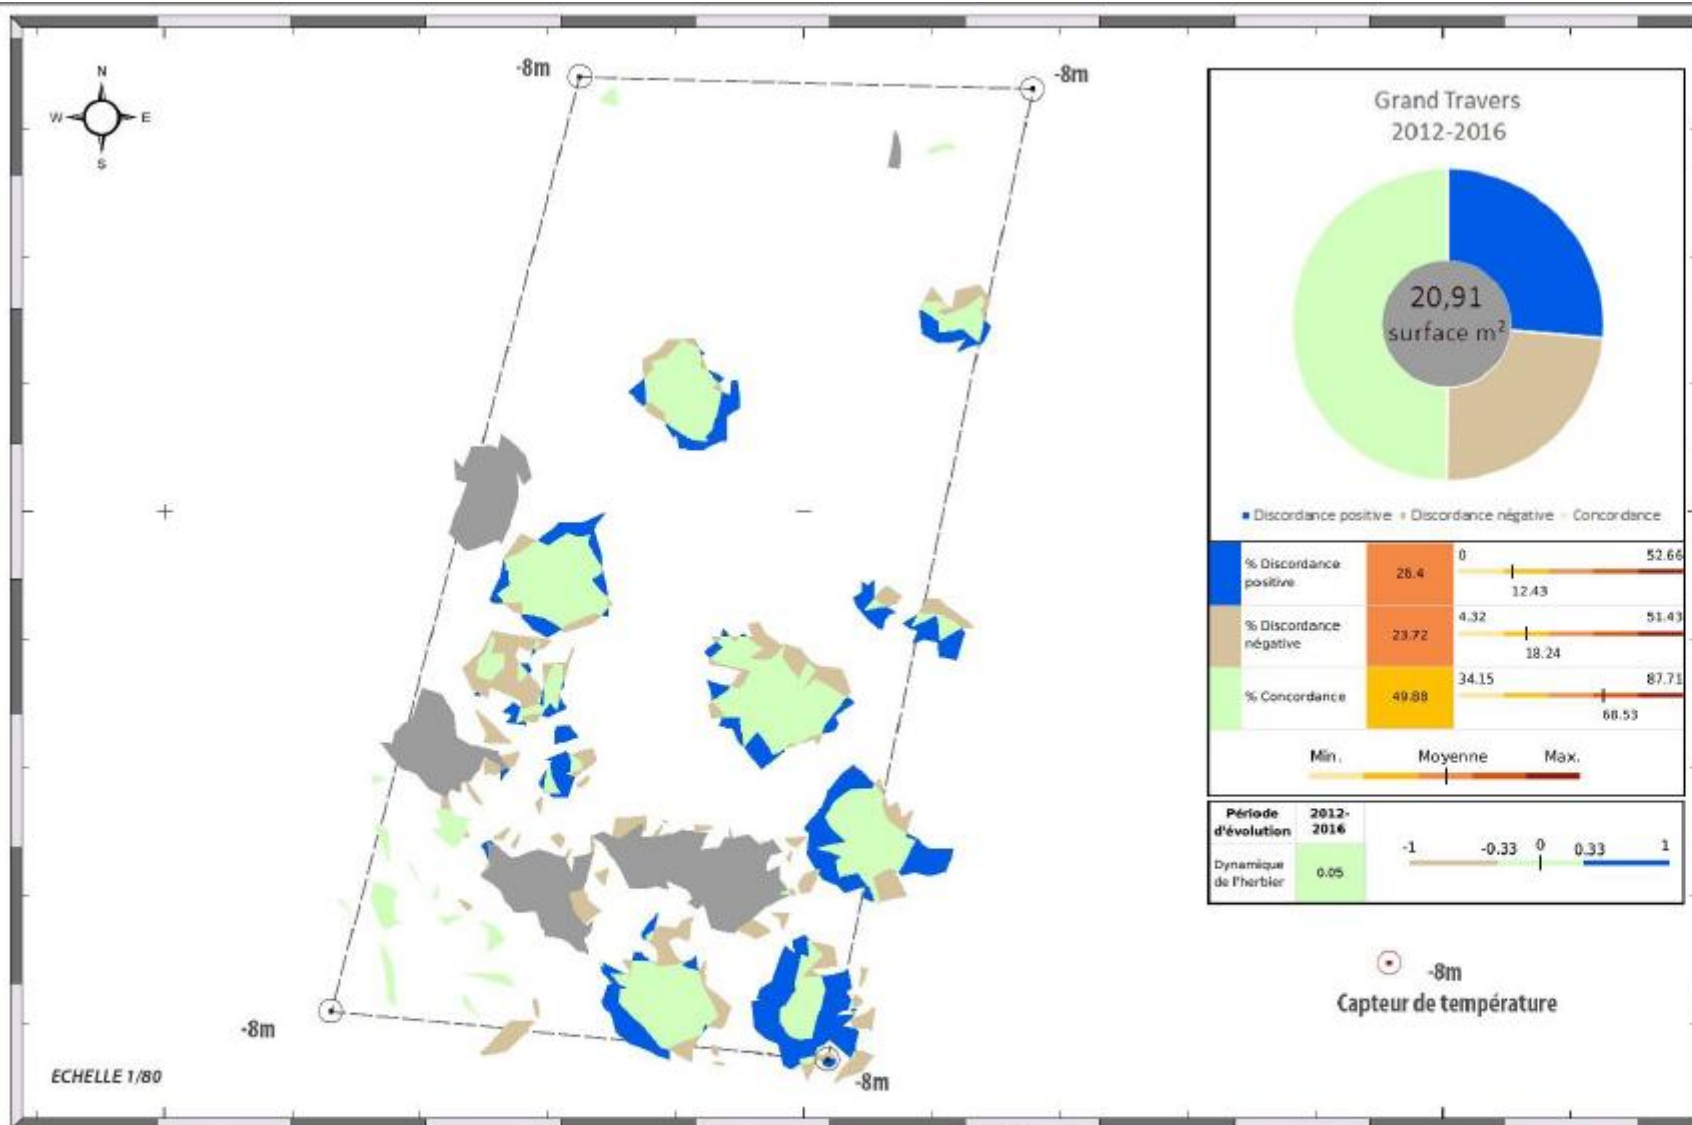 -8m
-8m
N
W E
S
-8m
-8m
ECHELLE 1/80
Grand Travers
2012-2016
20,91
surface m²
Discordance positive Discordance négative Concordance
% Discordance
positive
26.4
0 52.66
12.43
% Discordance
négative
23.72
4.32 51.43
18.24
% Concordance
49.88
34.15 87.71
68.53
Min. Moyenne Max.
Période
d'évolution
2012-
2016
Dynamique
de l'herbier
0.05
-1 -0.33 0 0.33 1
-8m
Capteur de température